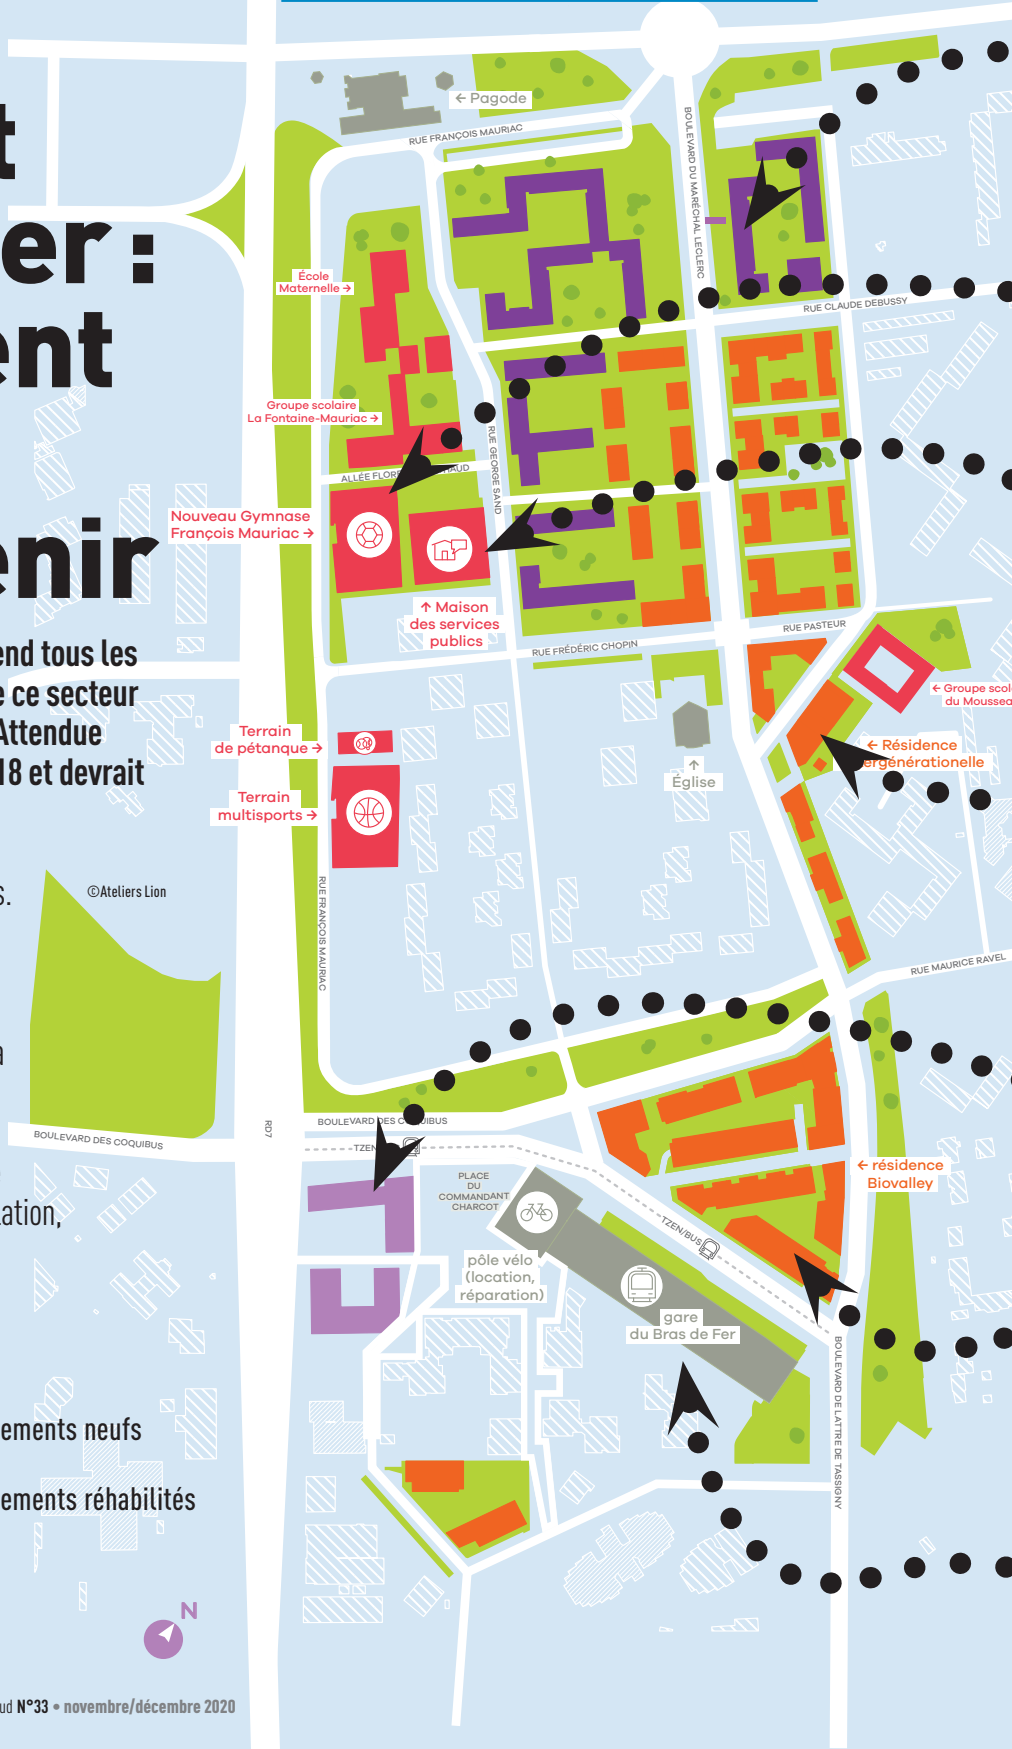 t
er :
ent
enir
end tous les
e ce secteur
Attendue
18 et devrait
s.
©Ateliers Lion
a
ation,
ements neufs
ements réhabilités
N
ud N°33 • novembre/décembre 2020
← Pagode
RUE FRANÇOIS MAURIAC
BOULEVARD DU MARÉCHAL LECLERC
École
Maternelle →
RUE CLAUDE DEBUSSY
Groupe scolaire
La Fontaine-Mauriac →
RUE GEORGE SAND
ALLÉE FLORE
AUD
Nouveau Gymnase
François Mauriac →
↑ Maison
des services
publics
RUE FRÉDÉRIC CHOPIN
RUE PASTEUR
← Groupe scol
du Moussea
← Résidence
ergénérationelle
Terrain
de pétanque →
↑
Église
Terrain
multisports →
RUE FRANÇOIS MAURIAC
RUE MAURICE RAVEL
BOULEVARD DES COQUIBUS
RD7
BOULEVARD DES COQUIBUS
TZEN
PLACE
DU
COMMANDANT
CHARCOT
← résidence
Biovalley
TZEN/BUS
pôle vélo
(location,
réparation)
gare
du Bras de Fer
BOULEVARD DE LATTRE DE TASSIGNY